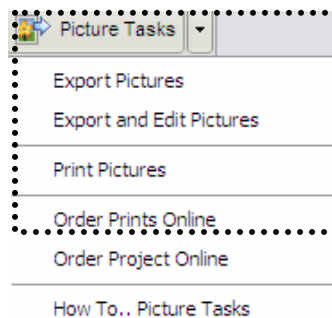 Picture Tasks
Export Pictures
Export and Edit Pictures
Print Pictures
Order Prints Online
Order Project Online
How To.. Picture Tasks